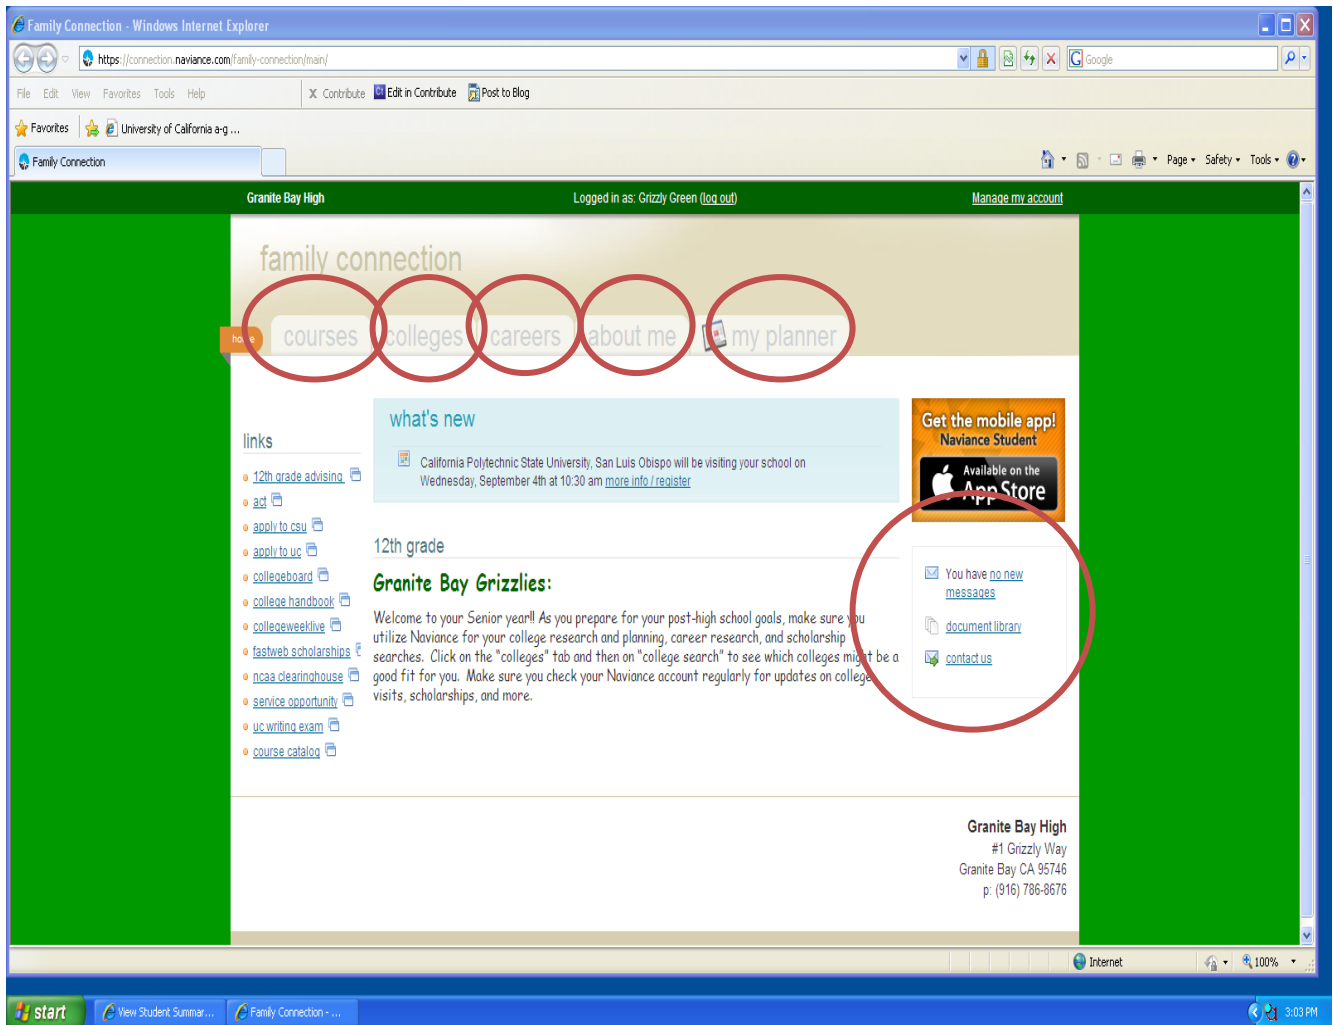 Family Connection - Windows Internet Explorer
https://connection.naviance.com/family-connection/main/
Google
File Edit View Favorites Tools Help
X Contribute Edit in Contribute Post to Blog
Favorites University of California a-g ...
Family Connection
Page Safety Tools
Granite Bay High Logged in as: Grizzly Green (log out) Manage my account
family connection
home courses colleges careers about me my planner
links
12th grade advising
act
apply to csu
apply to uc
collegeboard
college handbook
collegeweeklive
fastweb scholarships
ncaa clearinghouse
service opportunity
uc writing exam
course catalog
what's new
California Polytechnic State University, San Luis Obispo will be visiting your school on
Wednesday, September 4th at 10:30 am more info / register
12th grade
Granite Bay Grizzlies:
Welcome to your Senior year!! As you prepare for your post-high school goals, make sure you
utilize Naviance for your college research and planning, career research, and scholarship
searches. Click on the "colleges" tab and then on "college search" to see which colleges might be a
good fit for you. Make sure you check your Naviance account regularly for updates on college
visits, scholarships, and more.
Get the mobile app!
Naviance Student
Available on the
App Store
You have no new
messages
document library
contact us
Granite Bay High
#1 Grizzly Way
Granite Bay CA 95746
p: (916) 786-8676
Internet 100%
start View Student Summar... Family Connection - ... 3:03 PM